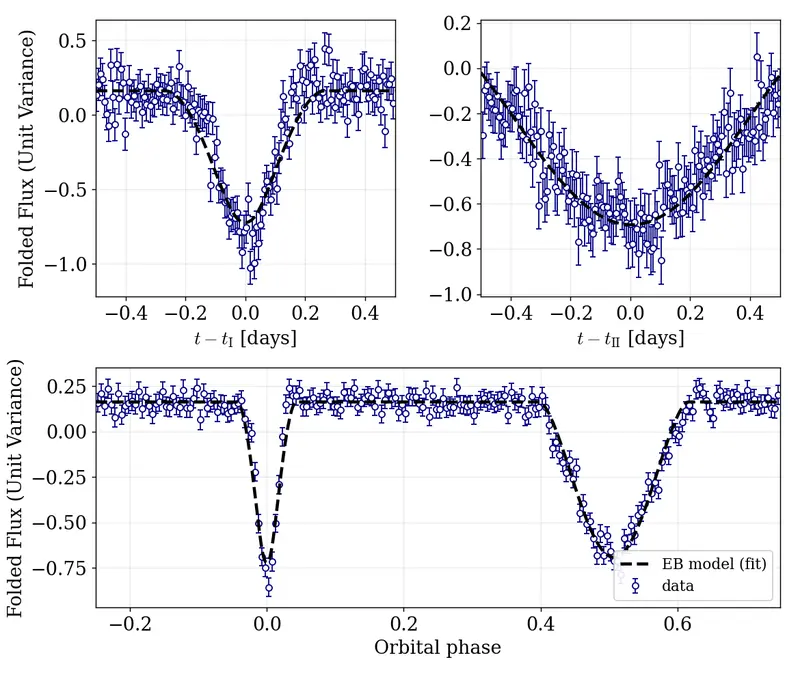 Folded Flux (Unit Variance)
0.5
0.0
−0.5
−1.0
−0.4 −0.2 0.0 0.2 0.4
t − tI [days]
0.2
0.0
−0.2
−0.4
−0.6
−0.8
−1.0
−0.4 −0.2 0.0 0.2 0.4
t − tII [days]
Folded Flux (Unit Variance)
0.25
0.00
−0.25
−0.50
−0.75
−0.2 0.0 0.2 0.4 0.6
Orbital phase
EB model (fit)
data